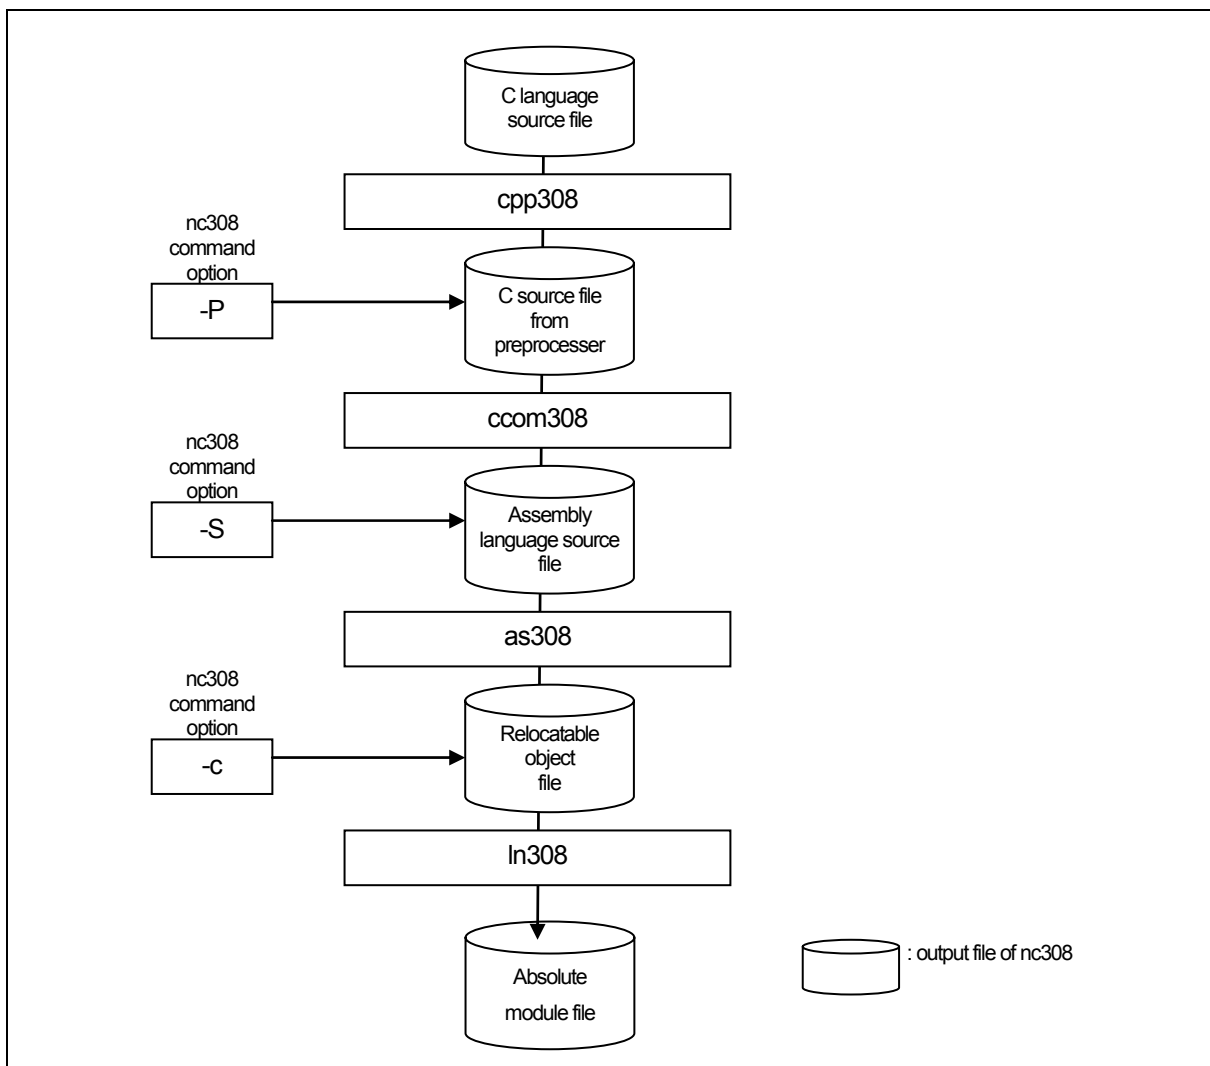 C language
source file
cpp308
nc308
command
option
-P
C source file
from
preprocesser
ccom308
nc308
command
option
-S
Assembly
language source
file
as308
nc308
command
option
-c
Relocatable
object
file
ln308
Absolute
module file
: output file of nc308